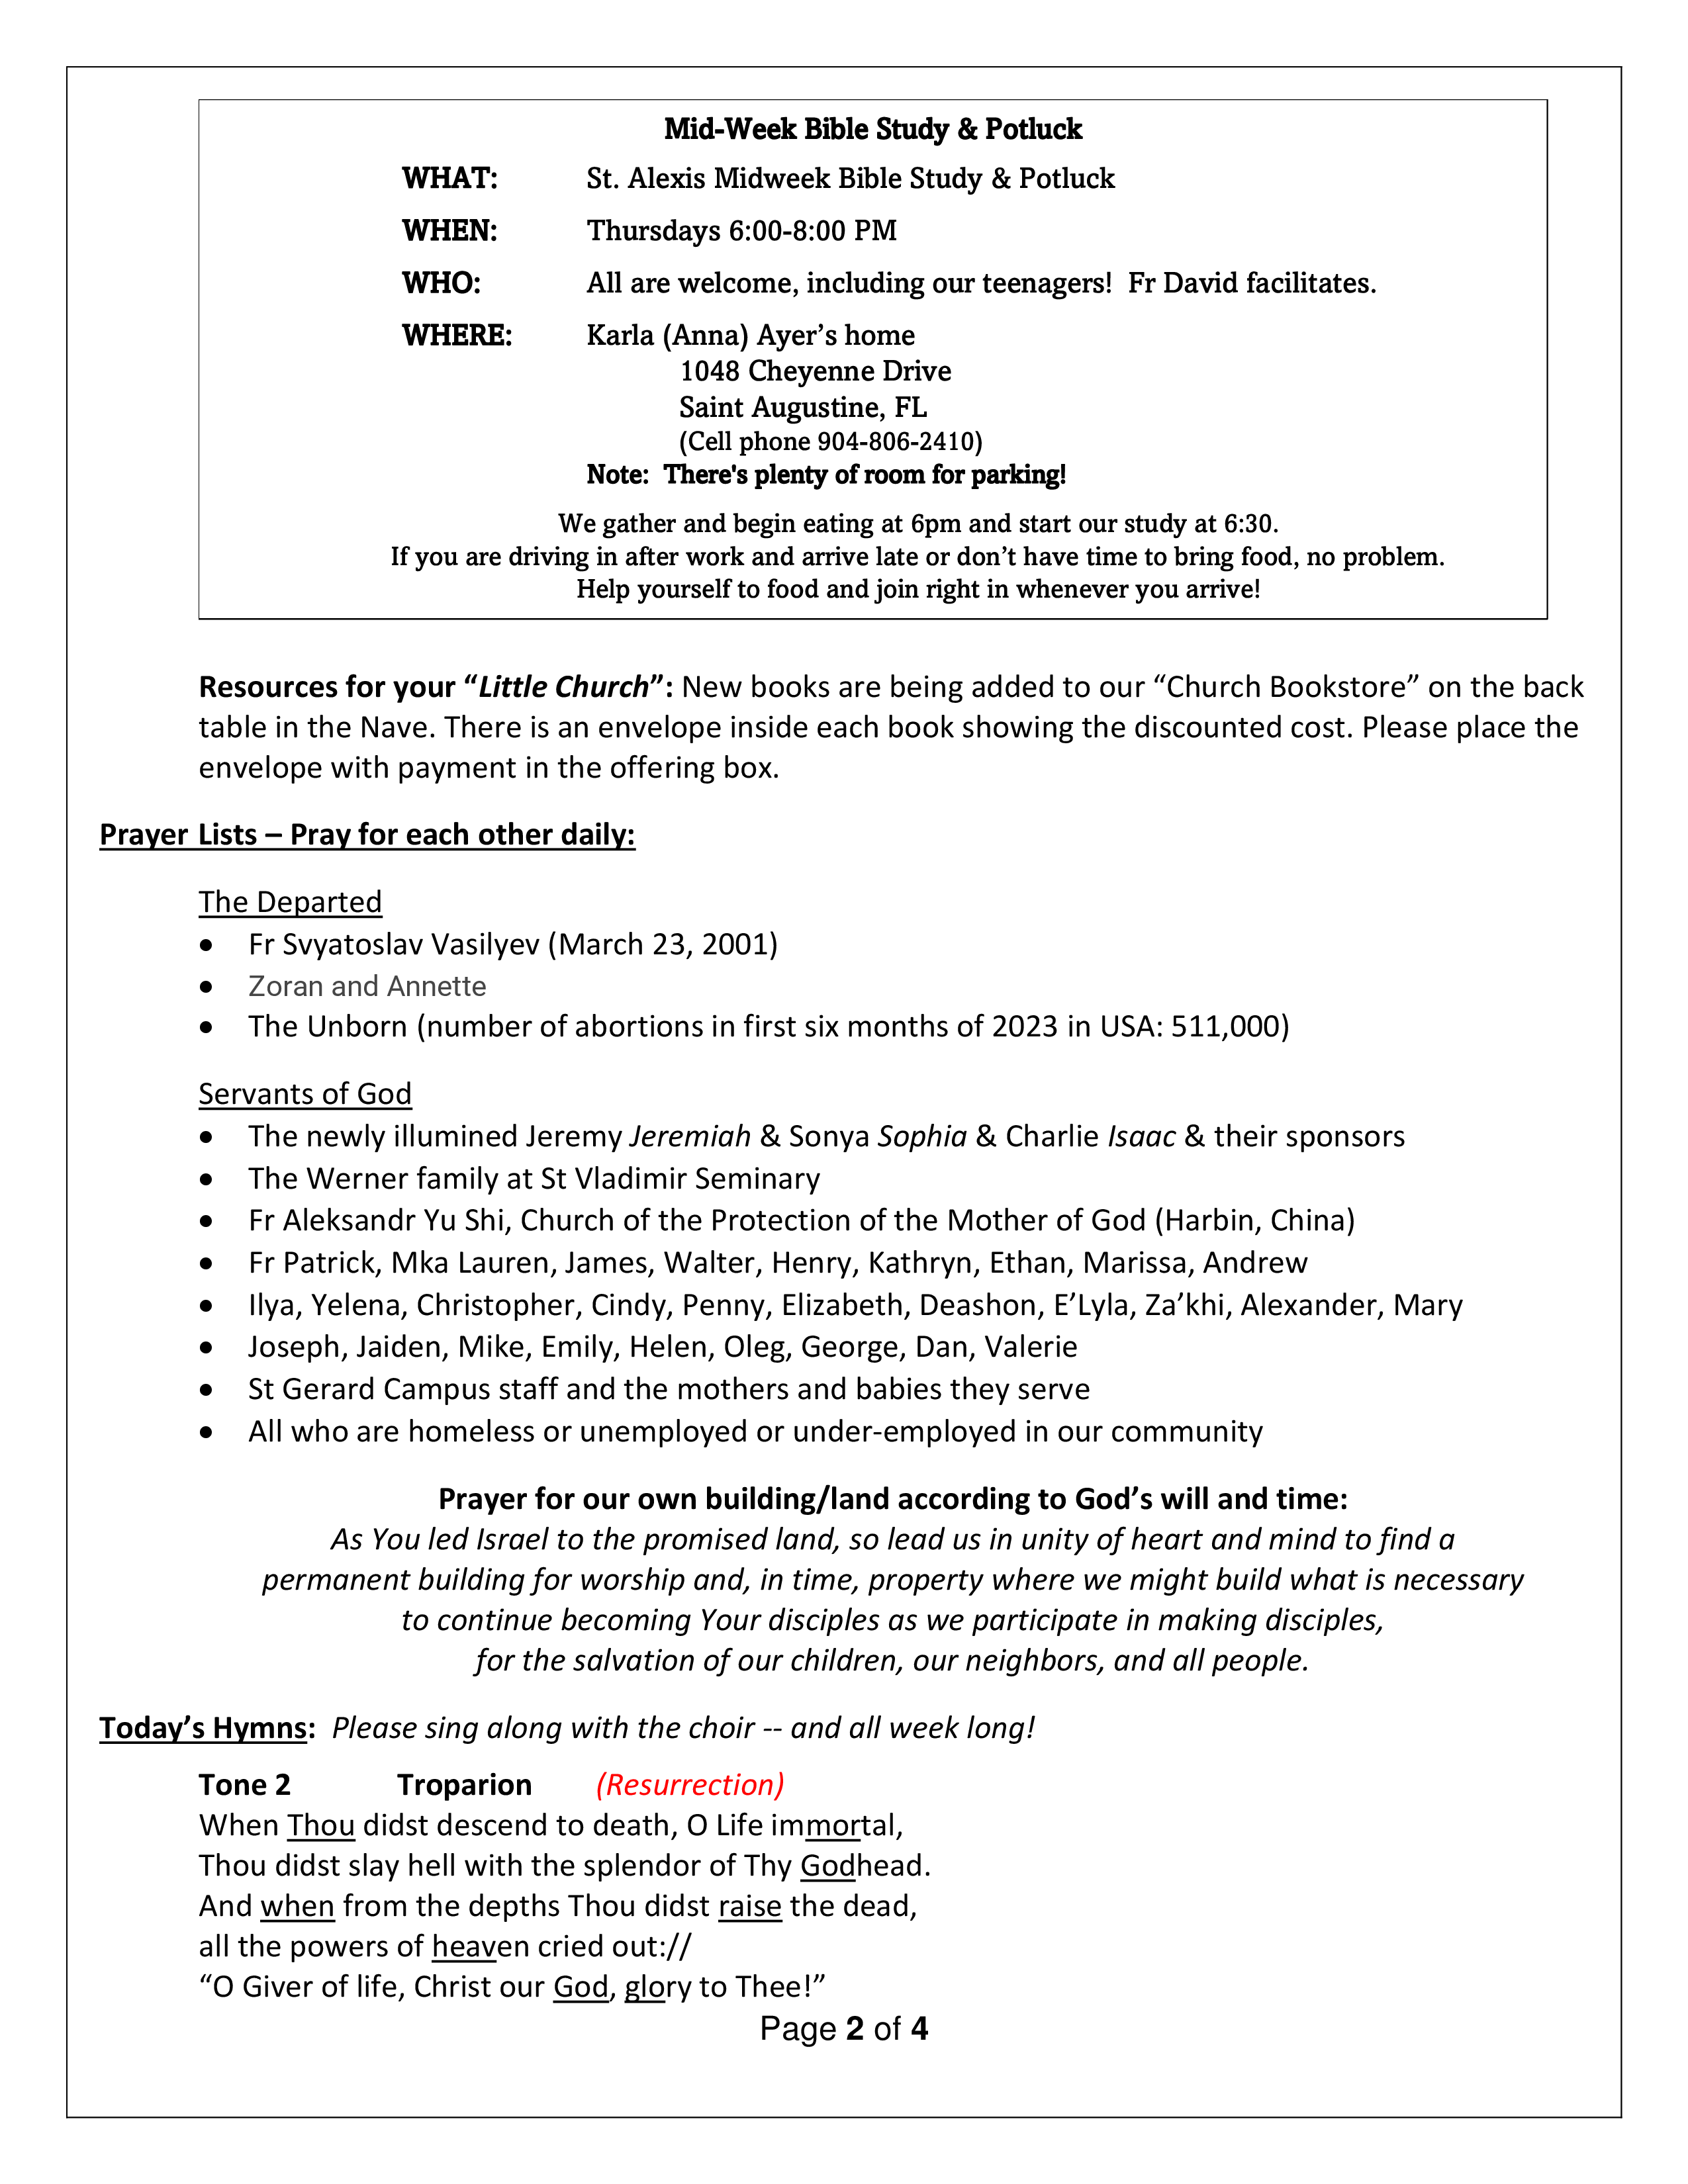 Mid-Week Bible Study & Potluck
WHAT: St. Alexis Midweek Bible Study & Potluck
WHEN: Thursdays 6:00-8:00 PM
WHO: All are welcome, including our teenagers!  Fr David facilitates.
WHERE: Karla (Anna) Ayer’s home
1048 Cheyenne Drive
Saint Augustine, FL
(Cell phone 904-806-2410)
Note:  There's plenty of room for parking!
We gather and begin eating at 6pm and start our study at 6:30.
If you are driving in after work and arrive late or don’t have time to bring food, no problem.
Help yourself to food and join right in whenever you arrive!
Resources for your “Little Church”: New books are being added to our “Church Bookstore” on the back
table in the Nave. There is an envelope inside each book showing the discounted cost. Please place the
envelope with payment in the offering box.
Prayer Lists – Pray for each other daily:
The Departed
• Fr Svyatoslav Vasilyev (March 23, 2001)
• Zoran and Annette
• The Unborn (number of abortions in first six months of 2023 in USA: 511,000)
Servants of God
• The newly illumined Jeremy Jeremiah & Sonya Sophia & Charlie Isaac & their sponsors
• The Werner family at St Vladimir Seminary
• Fr Aleksandr Yu Shi, Church of the Protection of the Mother of God (Harbin, China)
• Fr Patrick, Mka Lauren, James, Walter, Henry, Kathryn, Ethan, Marissa, Andrew
• Ilya, Yelena, Christopher, Cindy, Penny, Elizabeth, Deashon, E’Lyla, Za’khi, Alexander, Mary
• Joseph, Jaiden, Mike, Emily, Helen, Oleg, George, Dan, Valerie
• St Gerard Campus staff and the mothers and babies they serve
• All who are homeless or unemployed or under-employed in our community
Prayer for our own building/land according to God’s will and time:
As You led Israel to the promised land, so lead us in unity of heart and mind to find a
permanent building for worship and, in time, property where we might build what is necessary
to continue becoming Your disciples as we participate in making disciples,
for the salvation of our children, our neighbors, and all people.
Today’s Hymns:  Please sing along with the choir -- and all week long!
Tone 2 Troparion (Resurrection)
When Thou didst descend to death, O Life immortal,
Thou didst slay hell with the splendor of Thy Godhead.
And when from the depths Thou didst raise the dead,
all the powers of heaven cried out://
“O Giver of life, Christ our God, glory to Thee!”
Page 2 of 4